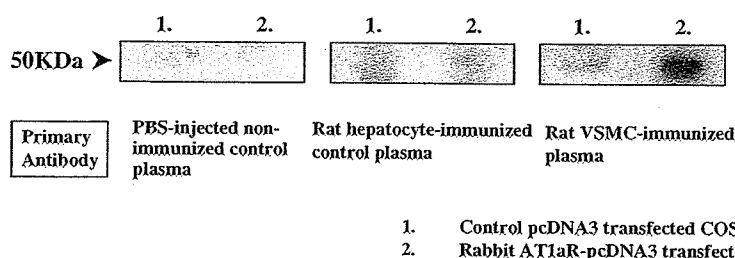 1. 2. 1. 2. 1. 2.
50KDa
Primary Antibody
PBS-injected non-immunized control plasma
Rat hepatocyte-immunized control plasma
Rat VSMC-immunized plasma
1. Control pcDNA3 transfected COS
2. Rabbit AT1aR-pcDNA3 transfect